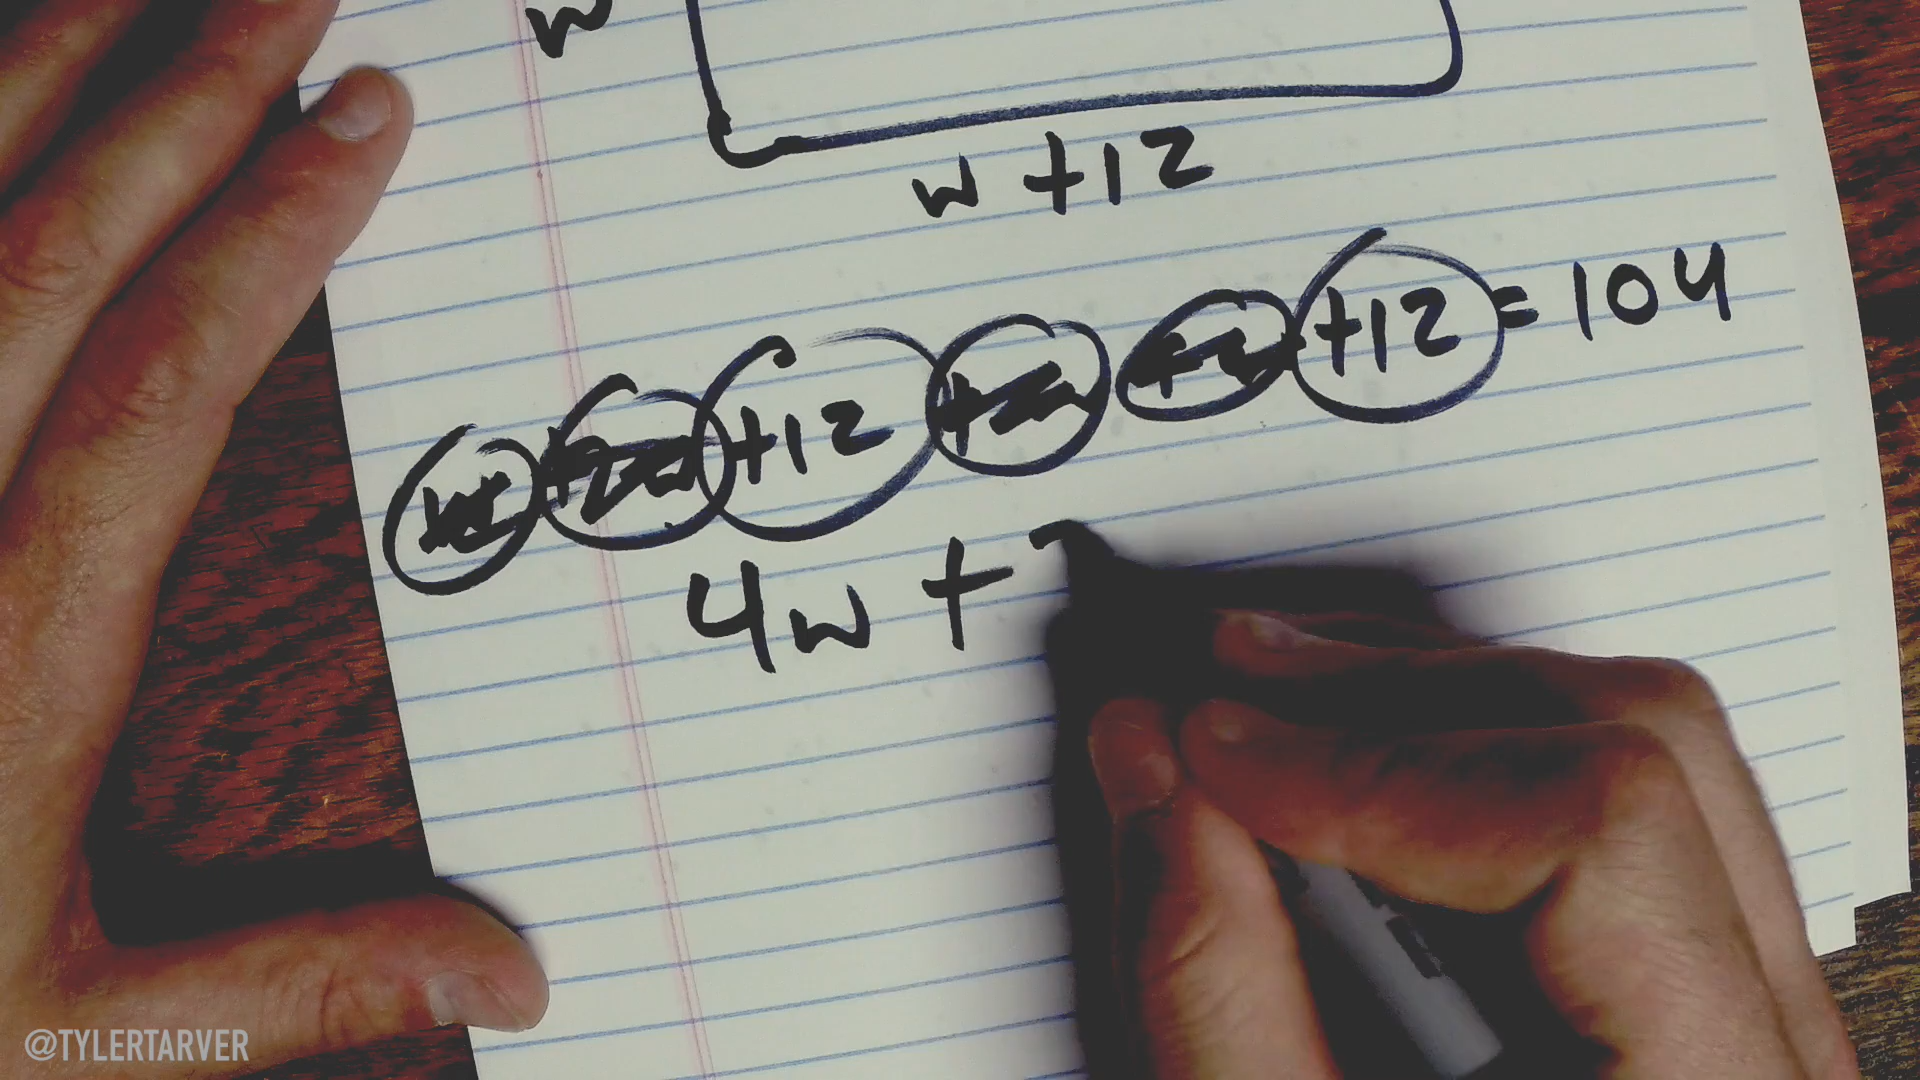 w
w +12
+12 +12 = 104
4w +
@TYLERTARVER